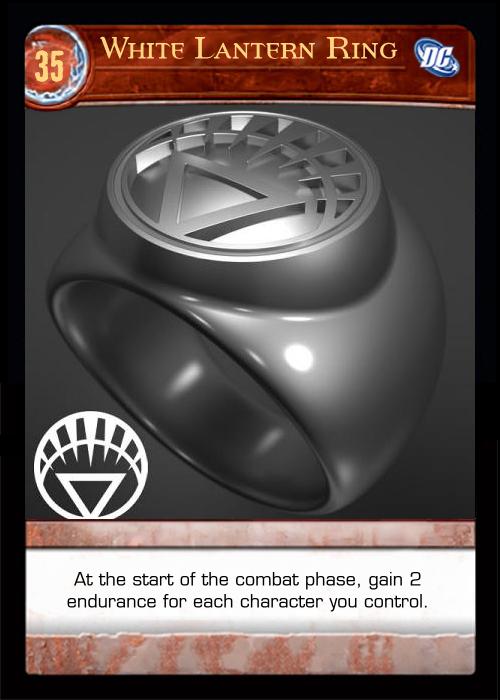 35
White Lantern Ring
DC
At the start of the combat phase, gain 2
endurance for each character you control.